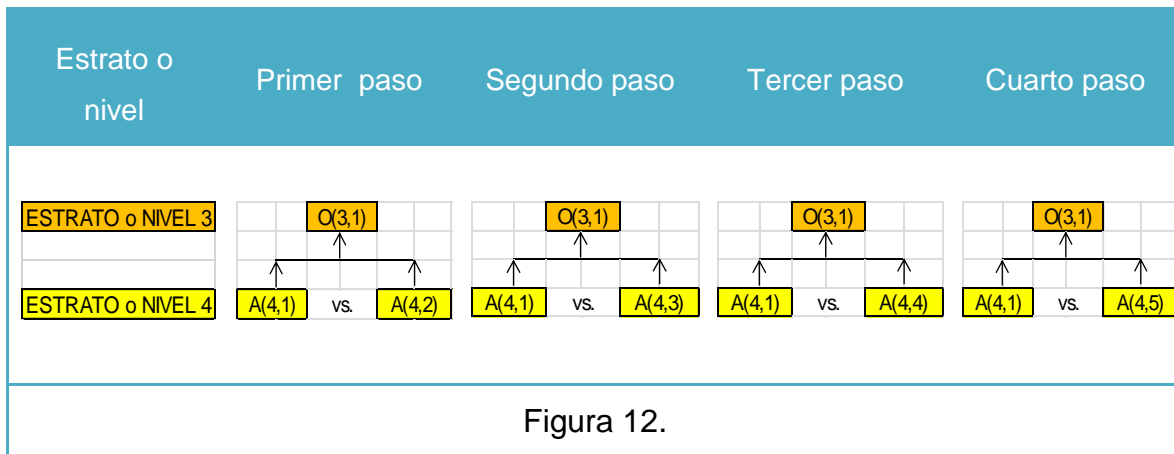 Estrato o
nivel
Primer paso
Segundo paso
Tercer paso
Cuarto paso
ESTRATO o NIVEL 3
O(3,1)
O(3,1)
O(3,1)
O(3,1)
ESTRATO o NIVEL 4
A(4,1) vs. A(4,2)
A(4,1) vs. A(4,3)
A(4,1) vs. A(4,4)
A(4,1) vs. A(4,5)
Figura 12.